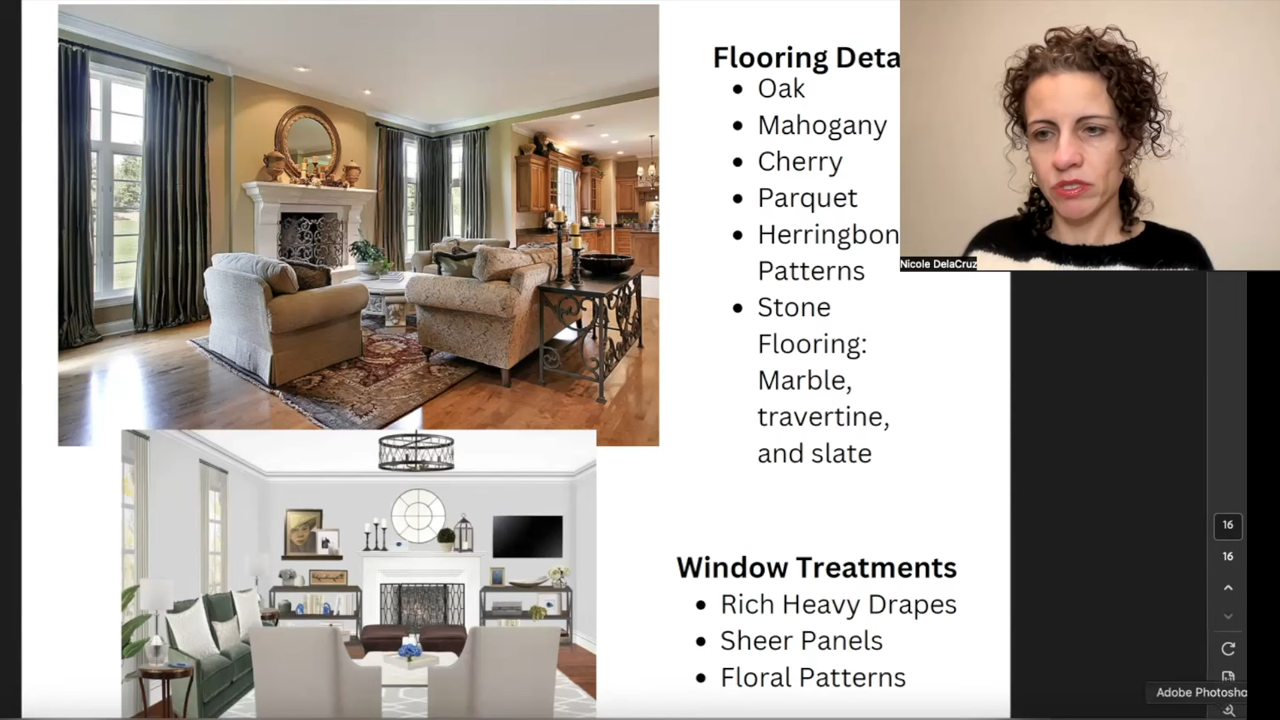 Flooring Deta
Oak
Mahogany
Cherry
Parquet
Herringbon
Patterns
Stone
Flooring:
Marble,
travertine,
and slate
Nicole DelaCruz
Window Treatments
Rich Heavy Drapes
Sheer Panels
Floral Patterns
16
16
Adobe Photosho